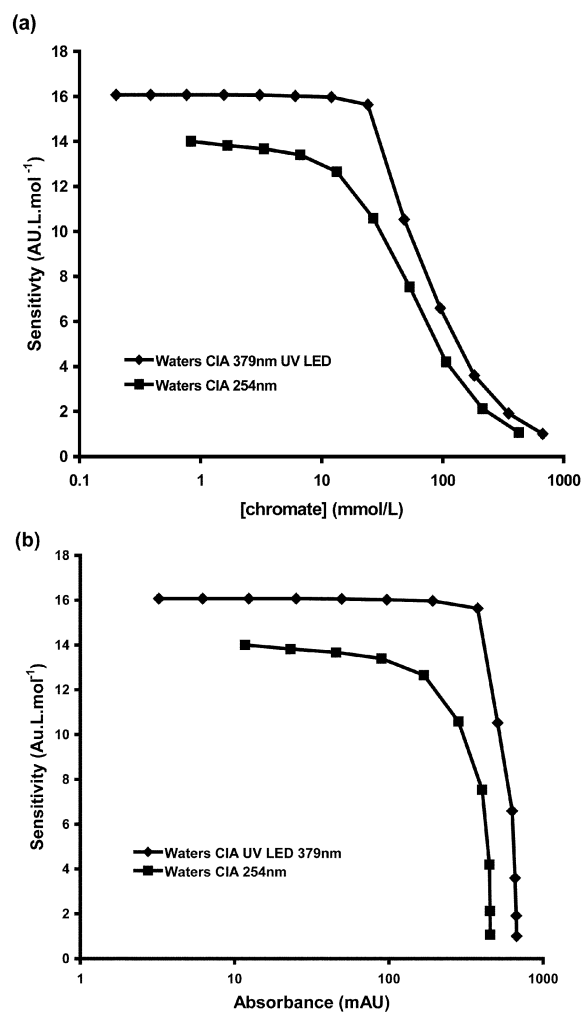 (a)
18
16
14
12
10
8
6
4
2
0
Sensitivty (AU.L.mol⁻¹)
Waters CIA 379nm UV LED
Waters CIA 254nm
0.1 1 10 100 1000
[chromate] (mmol/L)
(b)
18
16
14
12
10
8
6
4
2
0
Sensitivity (Au.L.mol⁻¹)
Waters CIA UV LED 379nm
Waters CIA 254nm
1 10 100 1000
Absorbance (mAU)